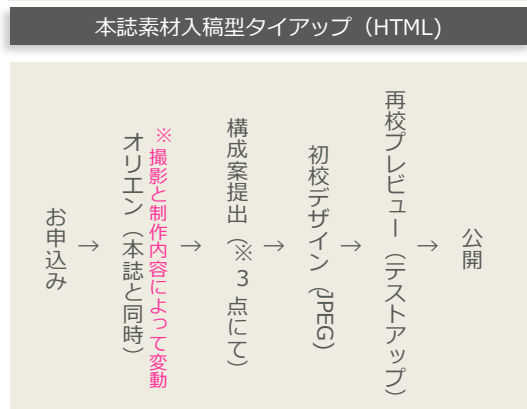 本誌素材入稿型タイアップ（HTML)
お申込み
→
オリエン（本誌と同時）
※撮影と制作内容によって変動
→
構成案提出（※3点にて）
→
初校デザイン（JPEG）
→
再校プレビュー（テストアップ）
→
公開